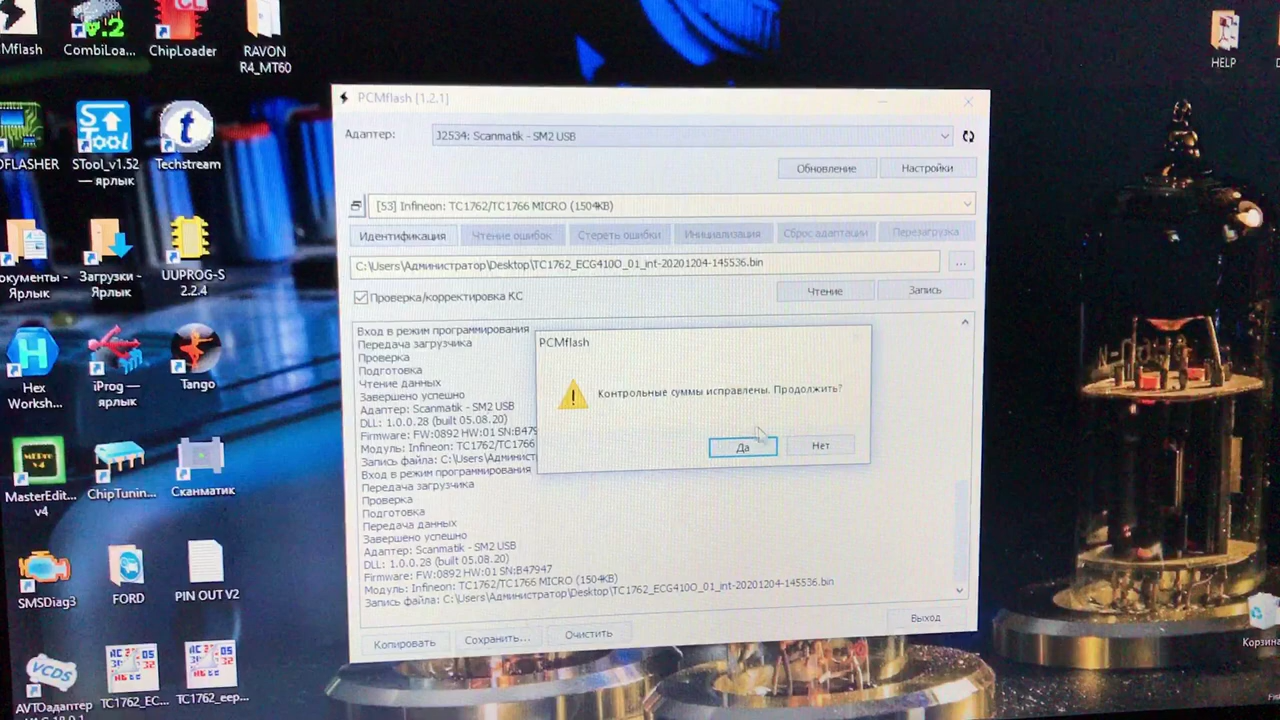 CombiLoa...
v.2
ChipLoader
RAVON
R4_MT60
HELP
STool_v1.52
— ярлык
Techstream
Загрузки -
Ярлык
Ярлык
UUPROG-S
2.2.4
Hex
Worksh...
iProg —
ярлык
Tango
MasterEdit...
v4
ChipTunin...
Сканматик
SMSDiag3
FORD
PIN OUT V2
VCDS
AVTOадаптер
TC1762_EC...
TC1762_eep...
PCMflash [1.2.1]
Адаптер:
J2534: Scanmatik - SM2 USB
Обновление
Настройки
[53] Infineon: TC1762/TC1766 MICRO (1504KB)
Идентификация
Чтение ошибок
Стереть ошибки
Инициализация
Сброс адаптации
Перезагрузка
C:\Users\Администратор\Desktop\TC1762_ECG410O_01_int-20201204-145536.bin
...
Проверка/корректировка КС
Чтение
Запись
Вход в режим программирования
Передача загрузчика
Проверка
Подготовка
Чтение данных
Завершено успешно
Адаптер: Scanmatik - SM2 USB
DLL: 1.0.0.28 (built 05.08.20)
Firmware: FW:0892 HW:01 SN:B479
Модуль: Infineon: TC1762/TC1766
Запись файла: C:\Users\Админист
Вход в режим программирования
Передача загрузчика
Проверка
Подготовка
Передача данных
Завершено успешно
Адаптер: Scanmatik - SM2 USB
DLL: 1.0.0.28 (built 05.08.20)
Firmware: FW:0892 HW:01 SN:B47947
Модуль: Infineon: TC1762/TC1766 MICRO (1504KB)
Запись файла: C:\Users\Администратор\Desktop\TC1762_ECG410O_01_int-20201204-145536.bin
PCMflash
Контрольные суммы исправлены. Продолжить?
Да
Нет
Копировать
Сохранить...
Очистить
Выход